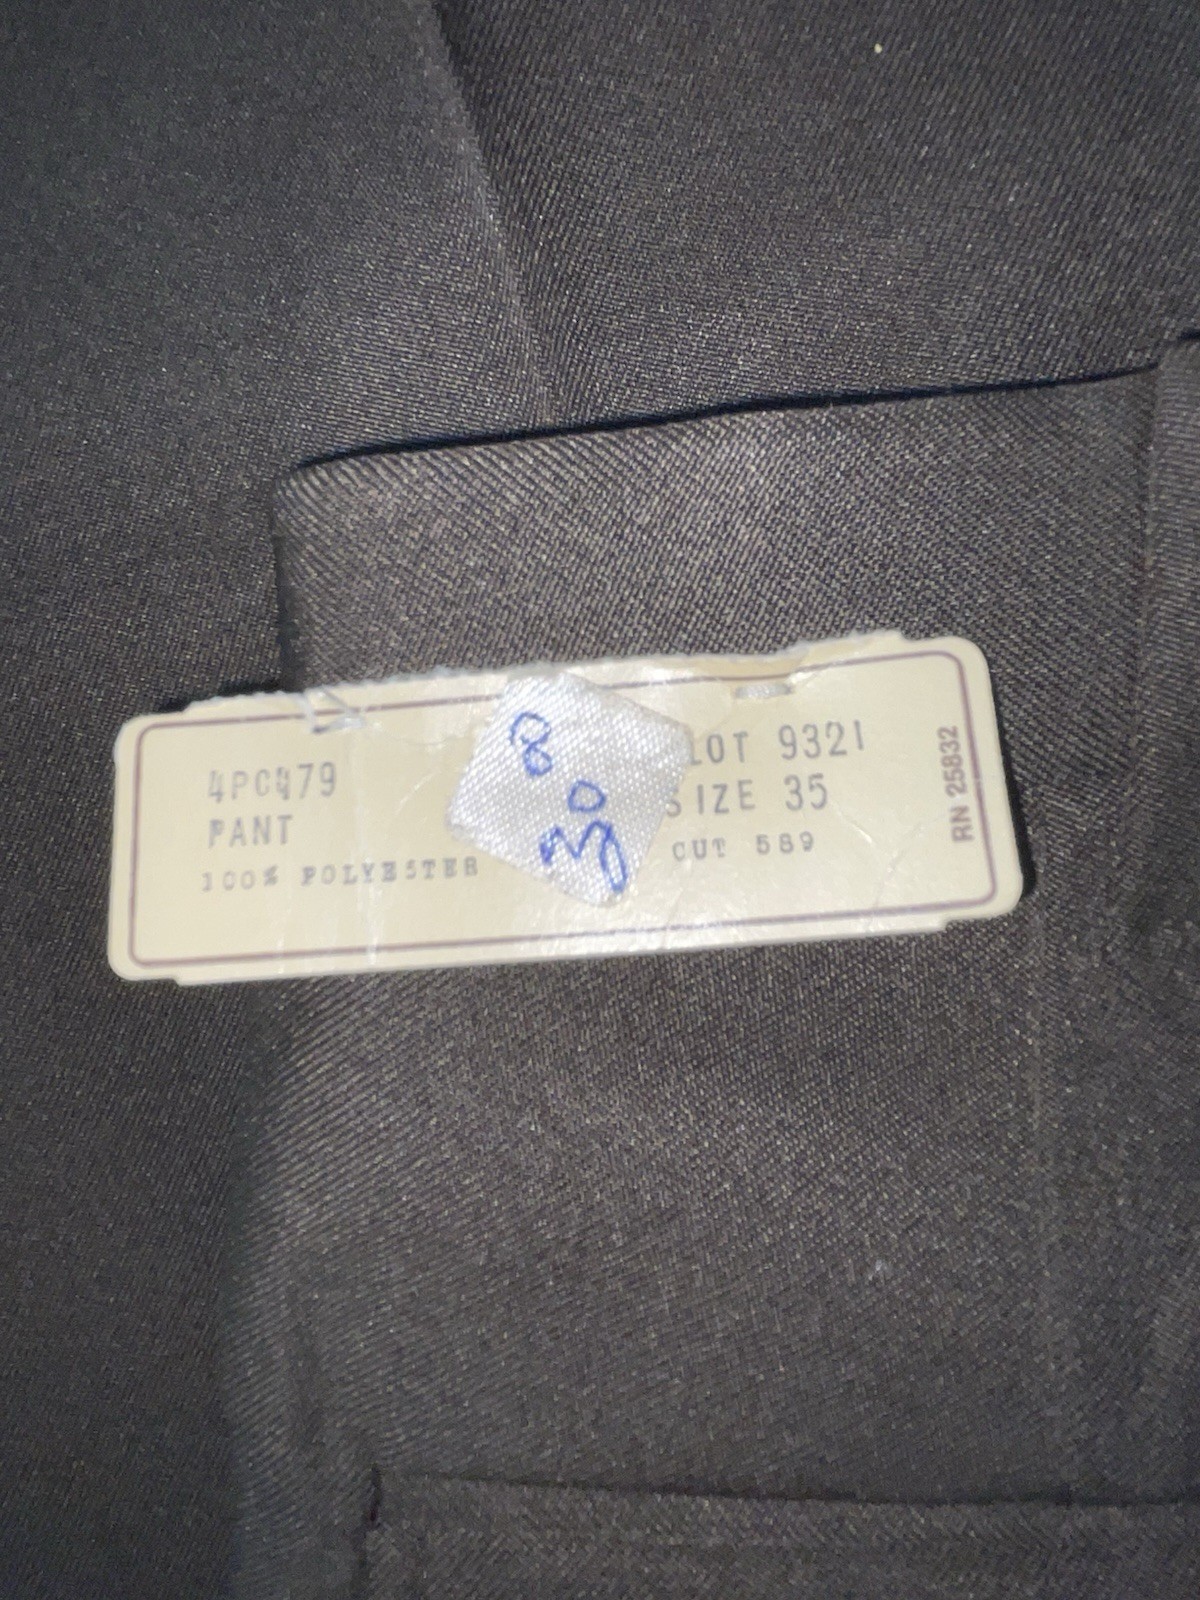 4PC479
PANT
100% POLYESTER
8
30
LOT 9321
SIZE 35
CUT 589
RN 25832